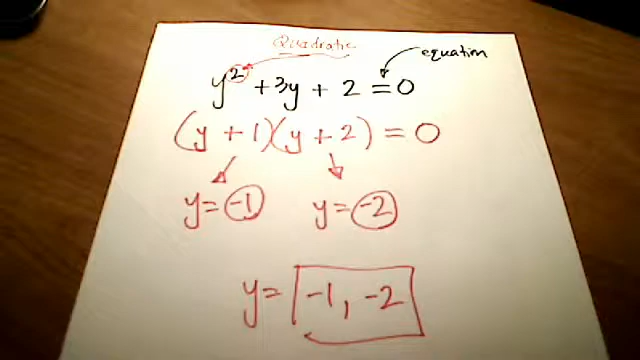 Quadratic
equation
y² + 3y + 2 = 0
(y + 1)(y + 2) = 0
y = -1 y = -2
y = -1, -2